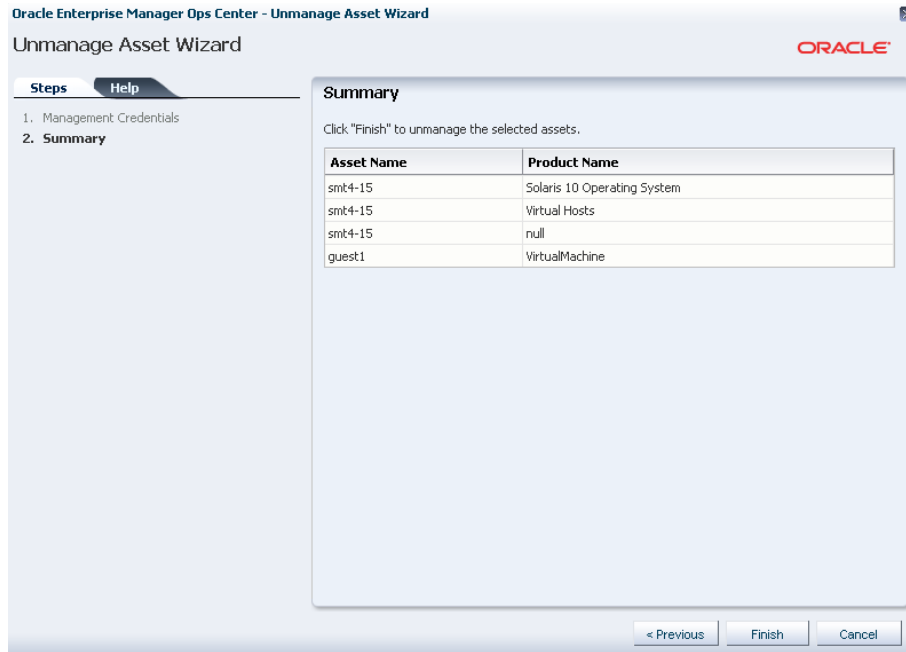 Oracle Enterprise Manager Ops Center - Unmanage Asset Wizard
Unmanage Asset Wizard
ORACLE
Steps Help
1. Management Credentials
2. Summary
Summary
Click "Finish" to unmanage the selected assets.
Asset Name Product Name
smt4-15 Solaris 10 Operating System
smt4-15 Virtual Hosts
smt4-15 null
guest1 VirtualMachine
< Previous Finish Cancel